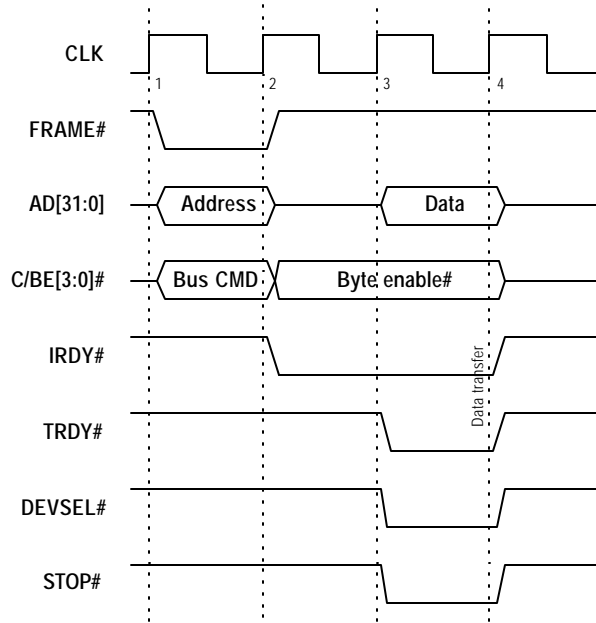 CLK
1 2 3 4
FRAME#
AD[31:0] Address Data
C/BE[3:0]# Bus CMD Byte enable#
IRDY#
Data transfer
TRDY#
DEVSEL#
STOP#